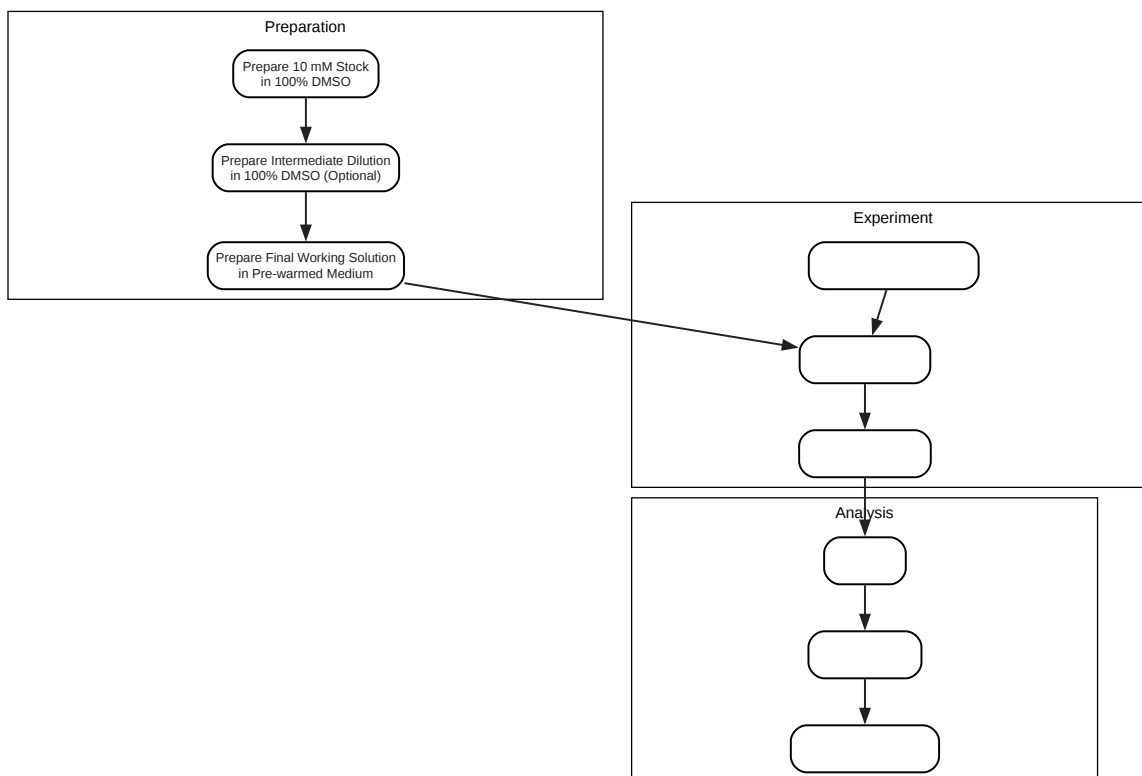 Preparation
Prepare 10 mM Stock
in 100% DMSO
Prepare Intermediate Dilution
in 100% DMSO (Optional)
Prepare Final Working Solution
in Pre-warmed Medium
Experiment
Analysis